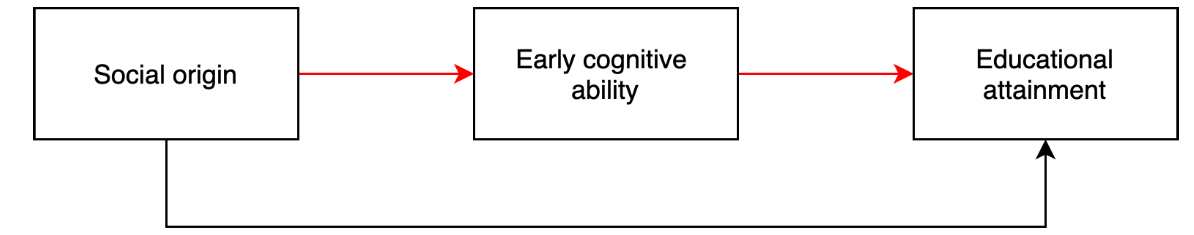 Social origin
Early cognitive
ability
Educational
attainment